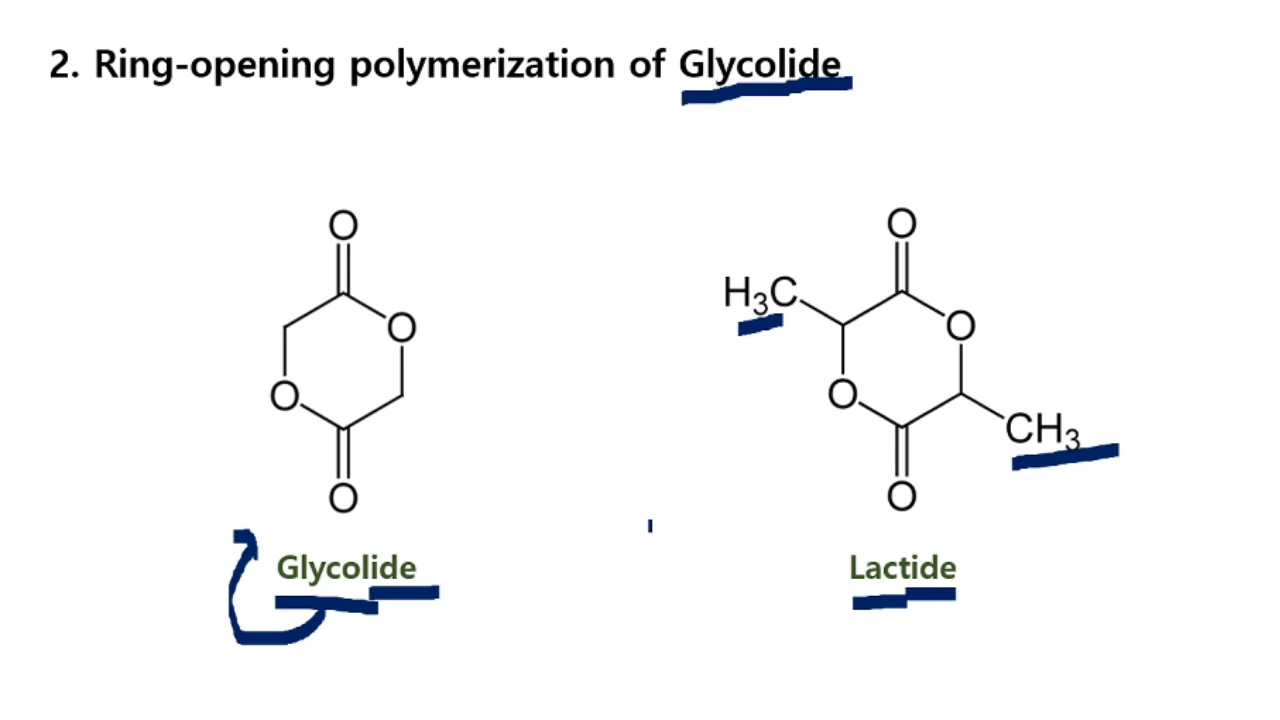 2. Ring-opening polymerization of Glycolide
O
O
O
O
Glycolide
O
H₃C
O
O
CH₃
O
Lactide